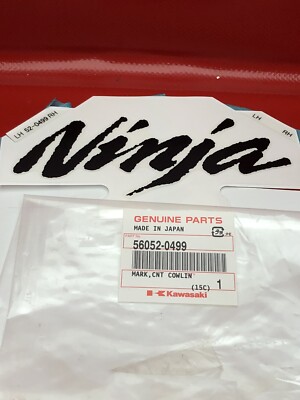 LH 52-0499 RH
LH
RH
Ninja
GENUINE PARTS
MADE IN JAPAN
56052-0499
MARK,CNT COWLIN
(15C) 1
Kawasaki